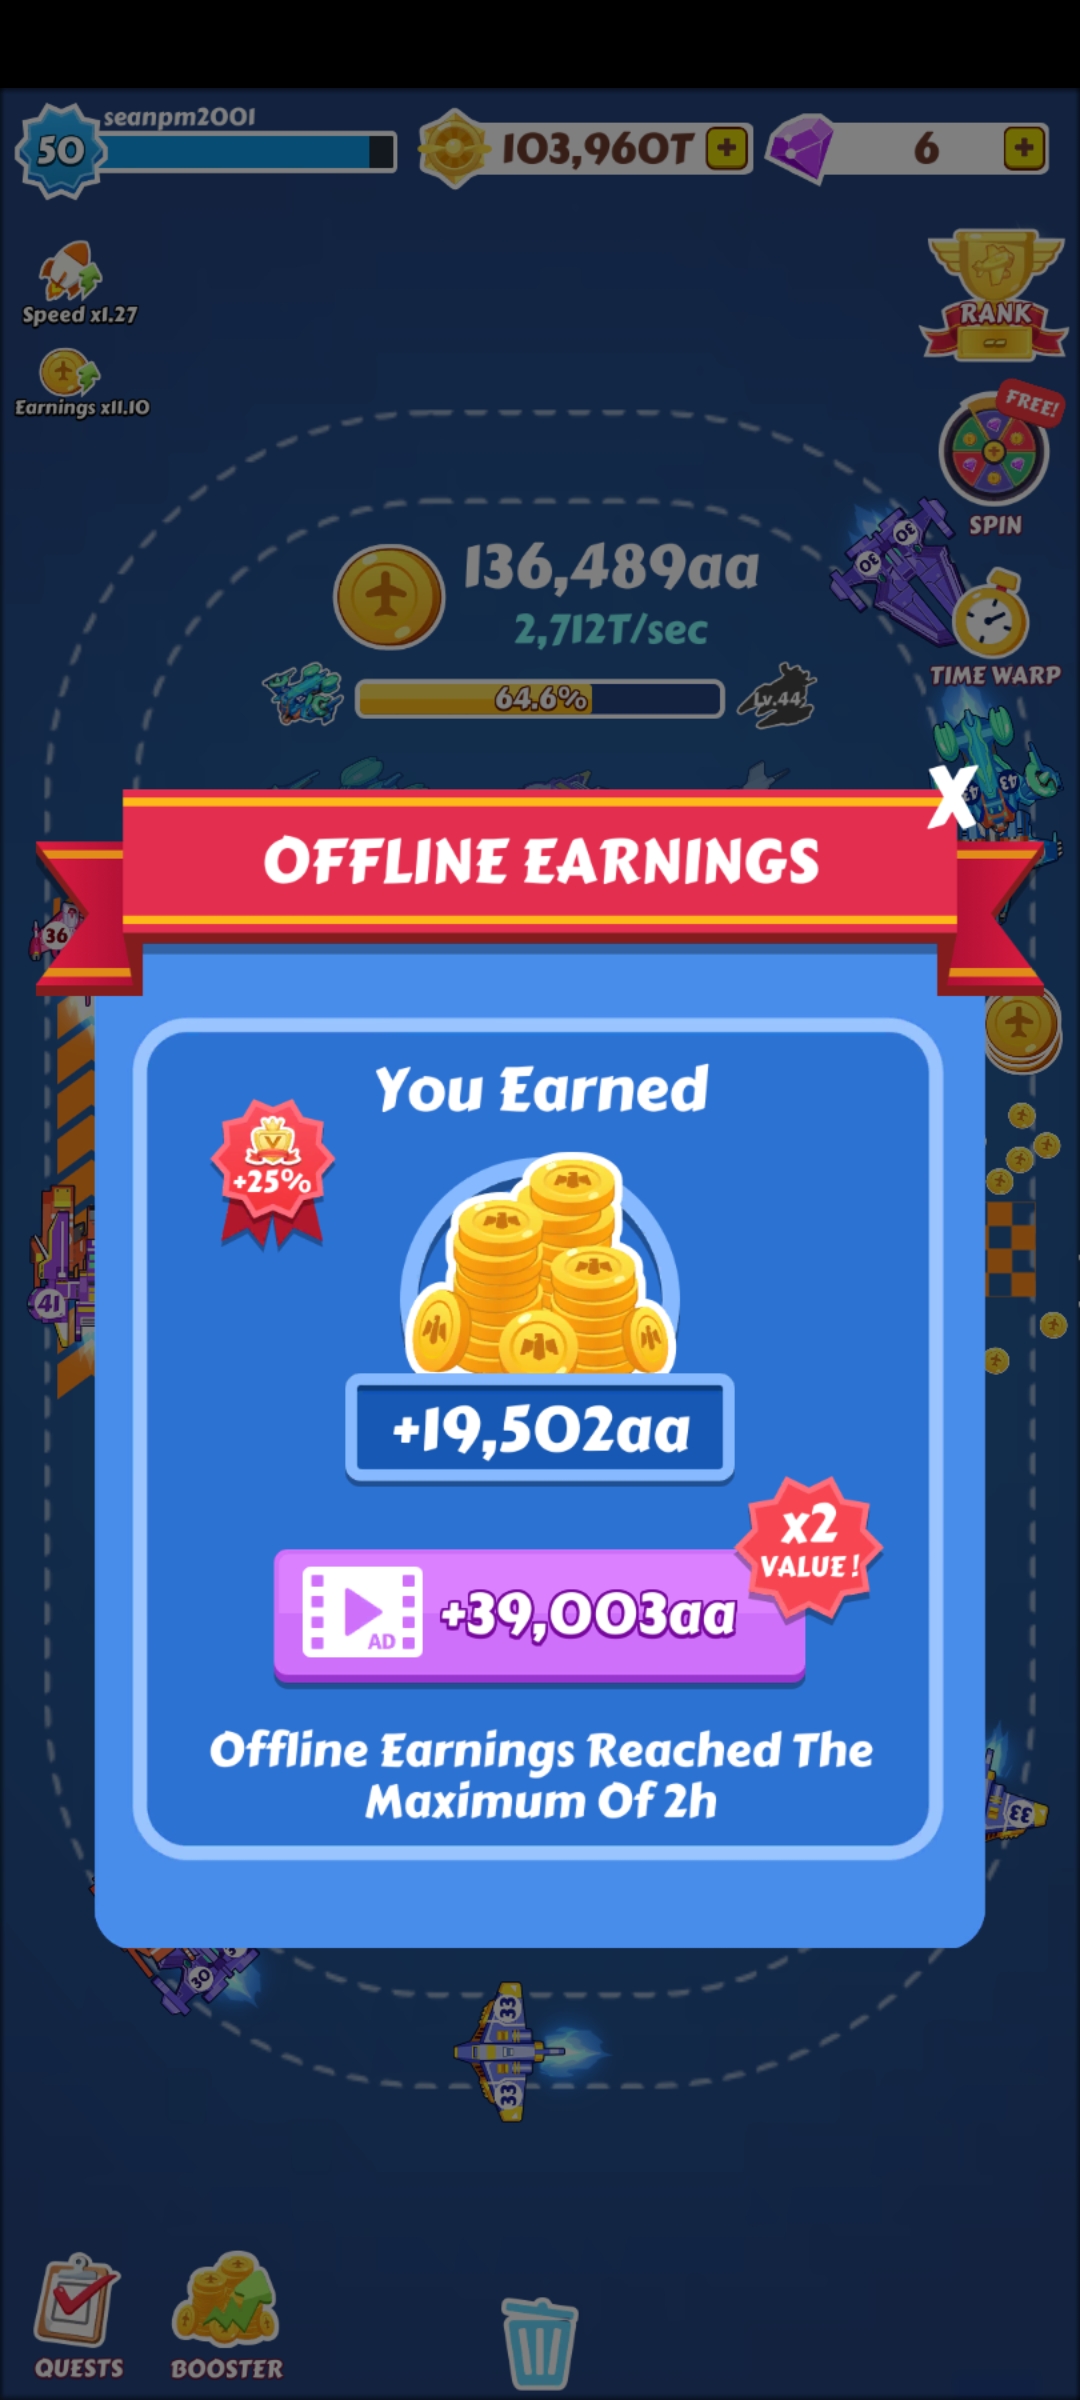 seanpm2001
50
103,960T
6
Speed x1.27
Earnings x11.10
RANK
--
FREE!
SPIN
30
30
136,489aa
2,712T/sec
64.6%
Lv.44
TIME WARP
43
43
X
OFFLINE EARNINGS
36
You Earned
V
+25%
41
+19,502aa
x2
VALUE!
AD
+39,003aa
Offline Earnings Reached The
Maximum Of 2h
33
30
33
33
QUESTS
BOOSTER